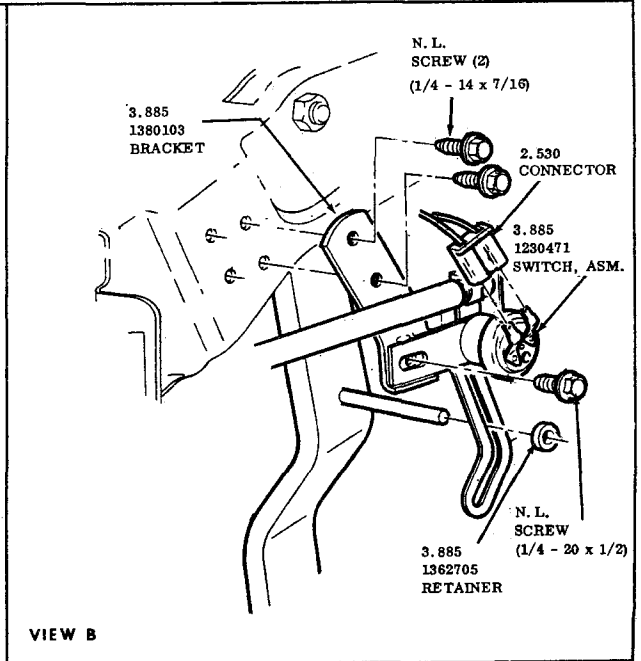 N. L.
SCREW (2)
(1/4 - 14 x 7/16)
3.885
1380103
BRACKET
2.530
CONNECTOR
3.885
1230471
SWITCH, ASM.
N. L.
SCREW
(1/4 - 20 x 1/2)
3.885
1362705
RETAINER
VIEW B